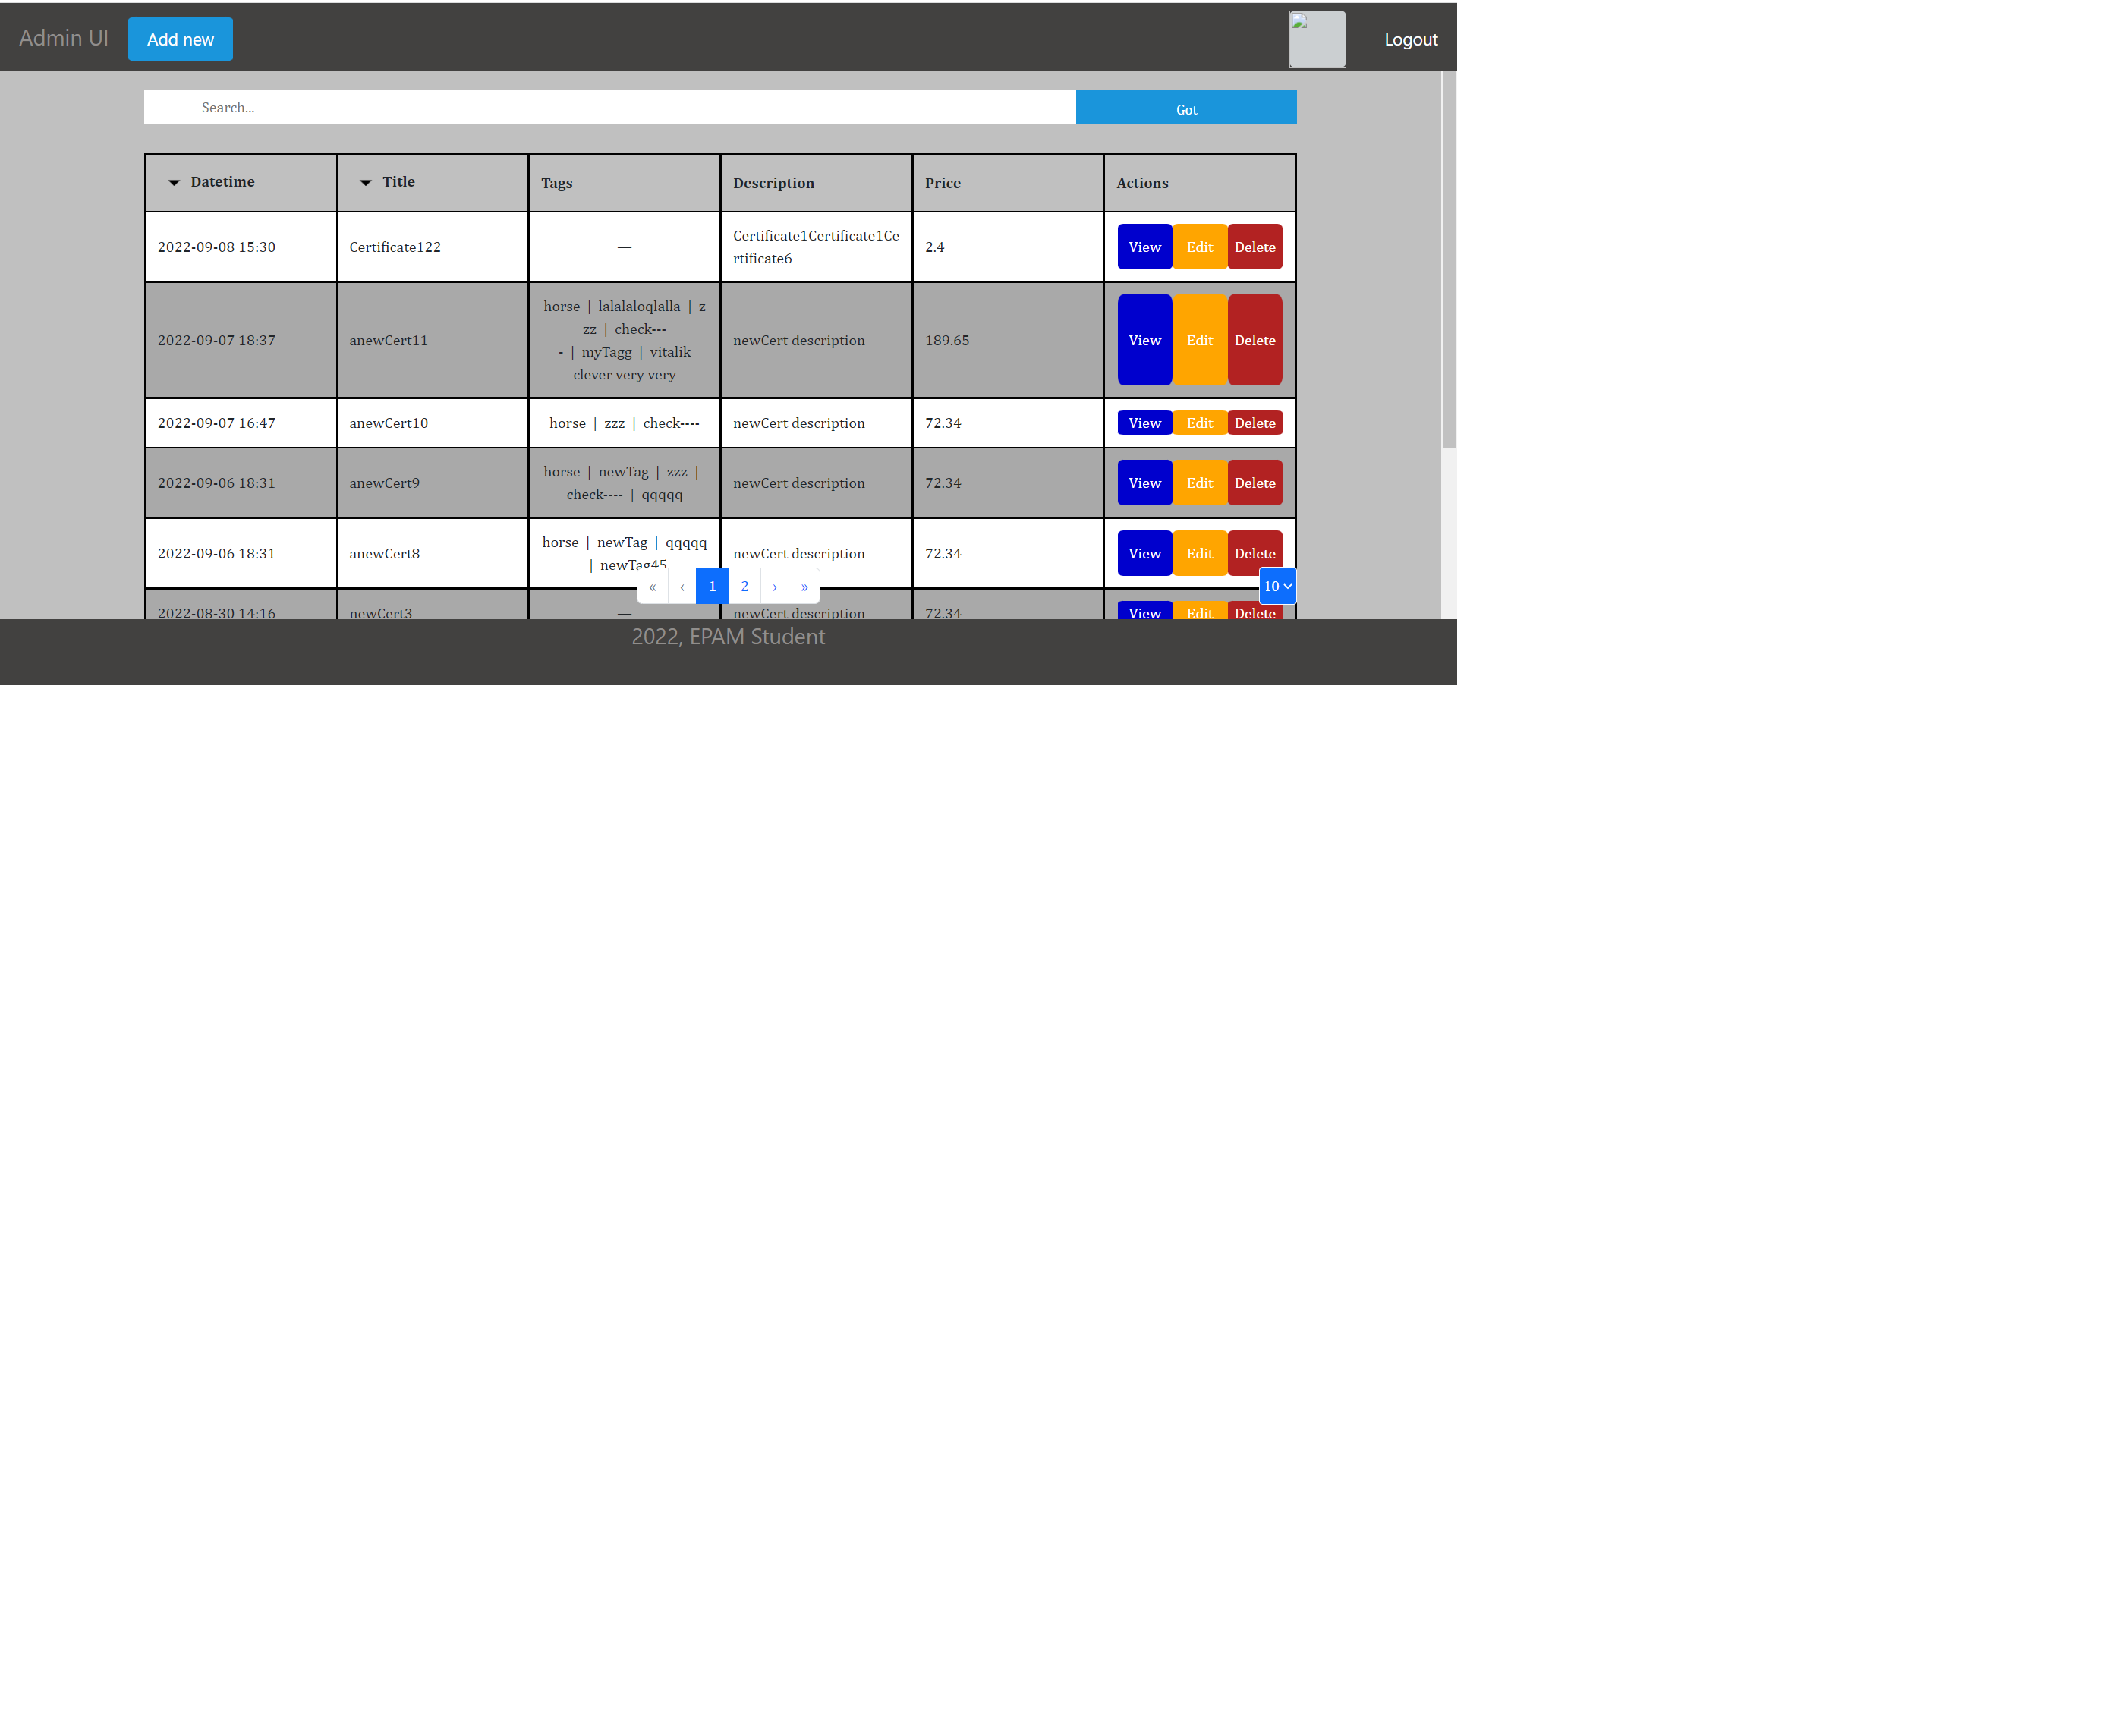 Admin UI Add new Logout
Search... Got
Datetime Title Tags Description Price Actions
2022-09-08 15:30 Certificate122 — Certificate1Certificate1Ce 2.4 View Edit Delete
rtificate6
horse | lalalaloqlalla | z
zz | check---
2022-09-07 18:37 anewCert11 newCert description 189.65 View Edit Delete
- | myTagg | vitalik
clever very very
2022-09-07 16:47 anewCert10 horse | zzz | check---- newCert description 72.34 View Edit Delete
horse | newTag | zzz |
2022-09-06 18:31 anewCert9 newCert description 72.34 View Edit Delete
check---- | qqqqq
horse | newTag | qqqqq
2022-09-06 18:31 anewCert8 newCert description 72.34 View Edit Delete
| newTag45
« ‹ 1 2 › » 10
2022-08-30 14:16 newCert3 — newCert description 72.34 View Edit Delete
2022, EPAM Student